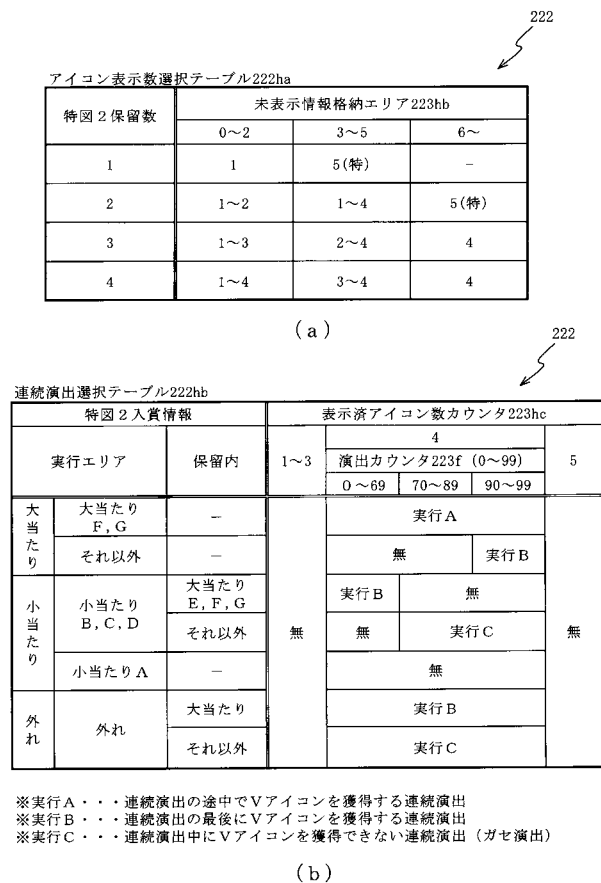 222
アイコン表示数選択テーブル222ha
特図2保留数 未表示情報格納エリア223hb
0～2 3～5 6～
1 1 5(特) －
2 1～2 1～4 5(特)
3 1～3 2～4 4
4 1～4 3～4 4
(a)
222
連続演出選択テーブル222hb
特図2入賞情報 表示済アイコン数カウンタ223hc
実行エリア 保留内 1～3 4 5
演出カウンタ223f (0～99)
0～69 70～89 90～99
大当たり 大当たり F,G － 無 実行A 無
それ以外 － 無 実行B
小当たり 小当たり B,C,D 大当たり E,F,G 実行B 無
それ以外 無 実行C
小当たりA － 無
外れ 外れ 大当たり 実行B
それ以外 実行C
※実行A・・・連続演出の途中でVアイコンを獲得する連続演出
※実行B・・・連続演出の最後にVアイコンを獲得する連続演出
※実行C・・・連続演出中にVアイコンを獲得できない連続演出（ガセ演出）
(b)